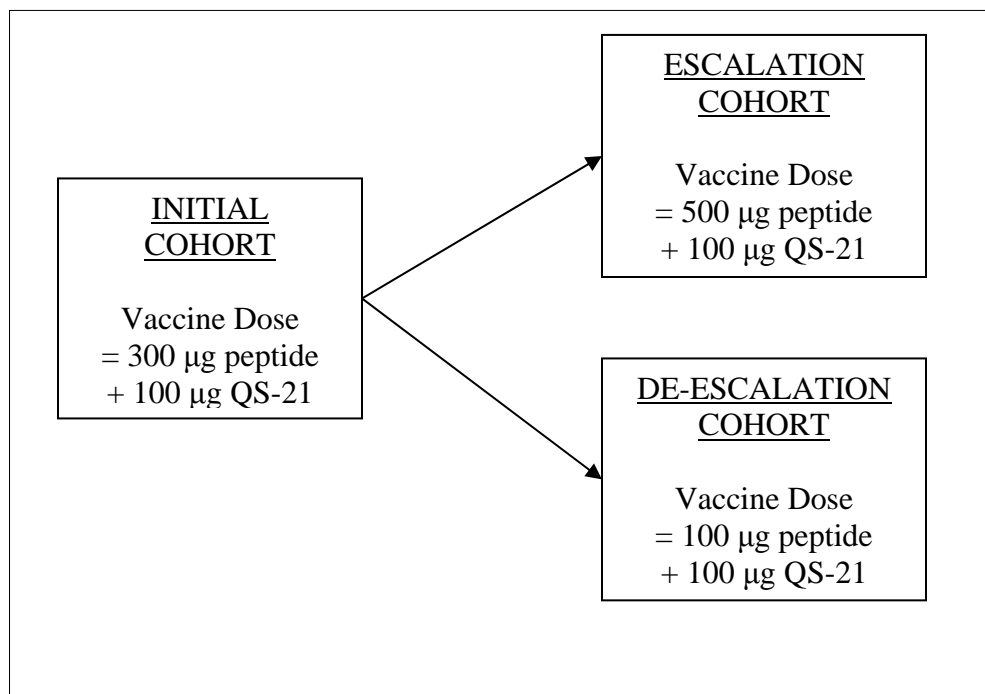 INITIAL
COHORT
Vaccine Dose
= 300 μg peptide
+ 100 μg QS-21
ESCALATION
COHORT
Vaccine Dose
= 500 μg peptide
+ 100 μg QS-21
DE-ESCALATION
COHORT
Vaccine Dose
= 100 μg peptide
+ 100 μg QS-21